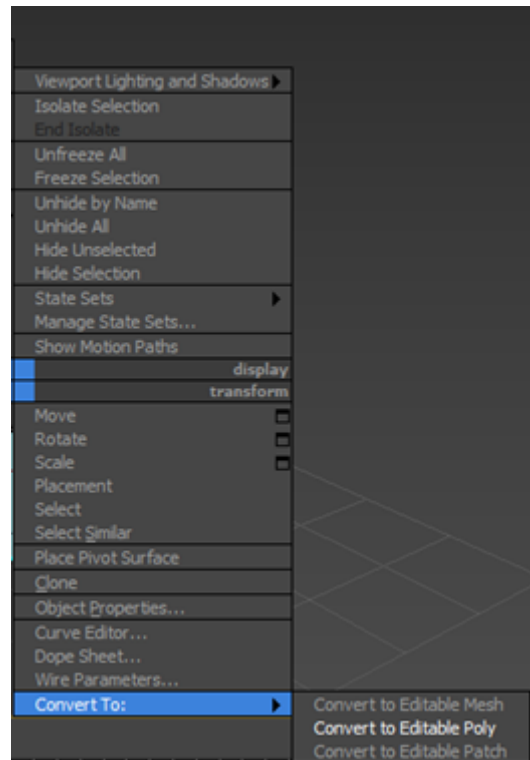 Viewport Lighting and Shadows
Isolate Selection
End Isolate
Unfreeze All
Freeze Selection
Unhide by Name
Unhide All
Hide Unselected
Hide Selection
State Sets
Manage State Sets...
Show Motion Paths
display
transform
Move
Rotate
Scale
Placement
Select
Select Similar
Place Pivot Surface
Clone
Object Properties...
Curve Editor...
Dope Sheet...
Wire Parameters...
Convert To:
Convert to Editable Mesh
Convert to Editable Poly
Convert to Editable Patch